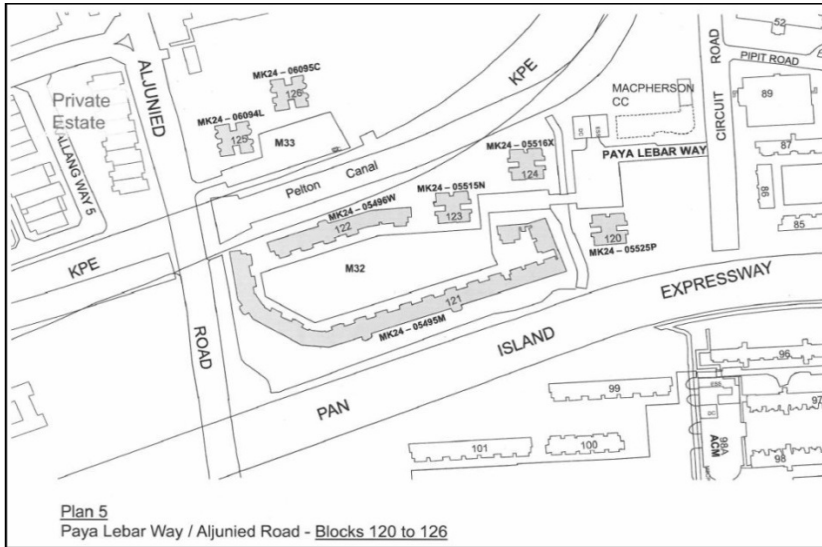 52
PIPIT ROAD
CIRCUIT ROAD
89
MACPHERSON
CC
87
KPE
ALJUNIED
MK24 – 06095C
126
Private
Estate
MK24 – 06094L
125
M33
MK24 – 05516X
124
PAYA LEBAR WAY
86
Pelton Canal
MK24 – 05515N
123
85
MK24 – 05496W
122
120
MK24 – 05525P
KPE
M32
EXPRESSWAY
121
MK24 – 05495M
ROAD
ISLAND
PAN
96
99
97
98A
ACM
101
100
98
Plan 5
Paya Lebar Way / Aljunied Road - Blocks 120 to 126